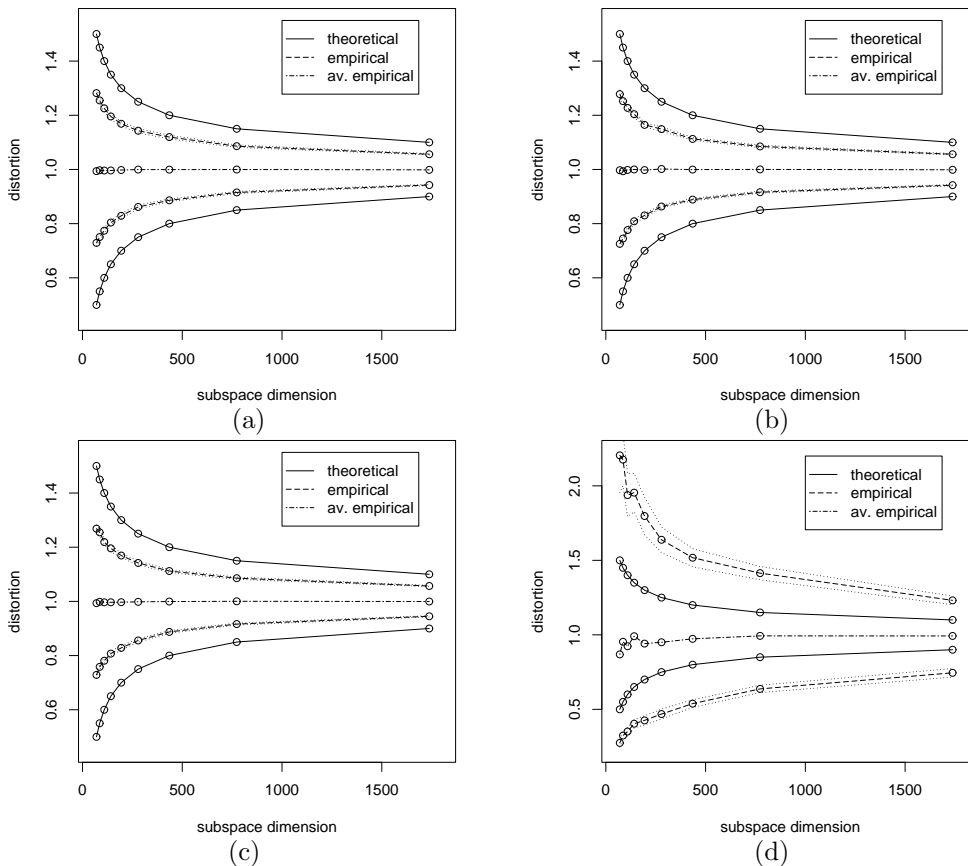 distortion
0.6 0.8 1.0 1.2 1.4
theoretical
empirical
av. empirical
0 500 1000 1500
subspace dimension
(a)
distortion
0.6 0.8 1.0 1.2 1.4
theoretical
empirical
av. empirical
0 500 1000 1500
subspace dimension
(b)
distortion
0.6 0.8 1.0 1.2 1.4
theoretical
empirical
av. empirical
0 500 1000 1500
subspace dimension
(c)
distortion
0.5 1.0 1.5 2.0
theoretical
empirical
av. empirical
0 500 1000 1500
subspace dimension
(d)